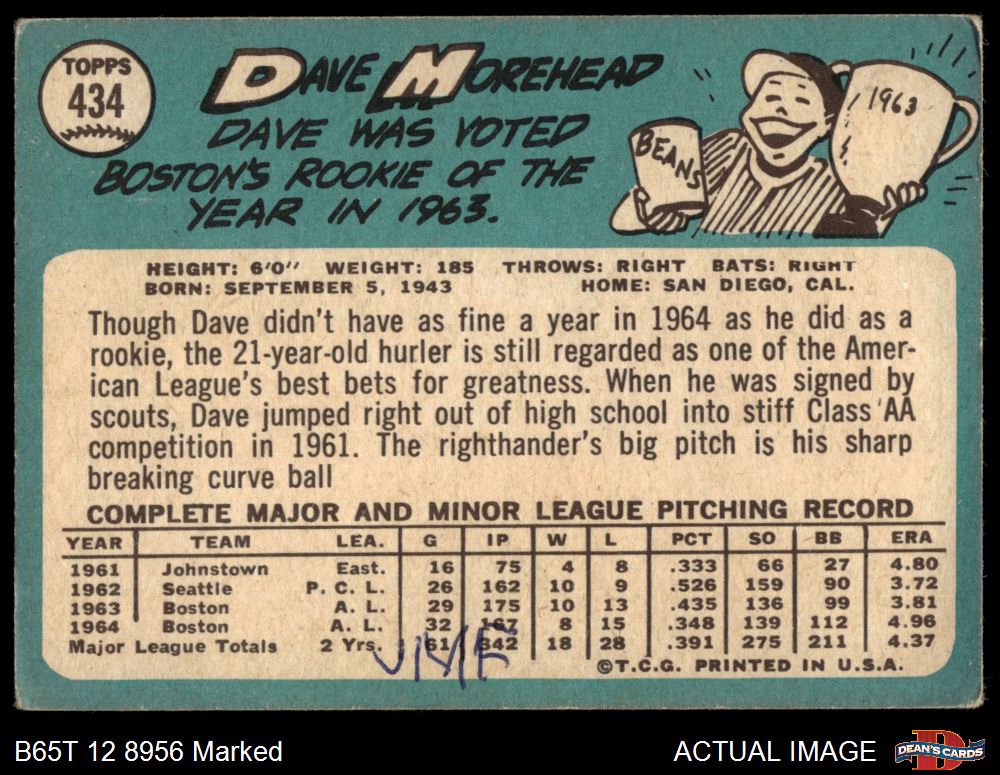 TOPPS
434
DAVE MOREHEAD
DAVE WAS VOTED
BOSTON'S ROOKIE OF THE
YEAR IN 1963.
BEANS
1963
HEIGHT: 6'0" WEIGHT: 185 THROWS: RIGHT BATS: RIGHT
BORN: SEPTEMBER 5, 1943 HOME: SAN DIEGO, CAL.
Though Dave didn't have as fine a year in 1964 as he did as a
rookie, the 21-year-old hurler is still regarded as one of the Amer-
ican League's best bets for greatness. When he was signed by
scouts, Dave jumped right out of high school into stiff Class AA
competition in 1961. The righthander's big pitch is his sharp
breaking curve ball
COMPLETE MAJOR AND MINOR LEAGUE PITCHING RECORD
YEAR TEAM LEA. G IP W L PCT SO BB ERA
1961 Johnstown East. 16 75 4 8 .333 66 27 4.80
1962 Seattle P. C. L. 26 162 10 9 .526 159 90 3.72
1963 Boston A. L. 29 175 10 13 .435 136 99 3.81
1964 Boston A. L. 32 167 8 15 .348 139 112 4.96
Major League Totals 2 Yrs. 61 342 18 28 .391 275 211 4.37
©T.C.G. PRINTED IN U.S.A.
B65T 12 8956 Marked
ACTUAL IMAGE
DEAN'S CARDS